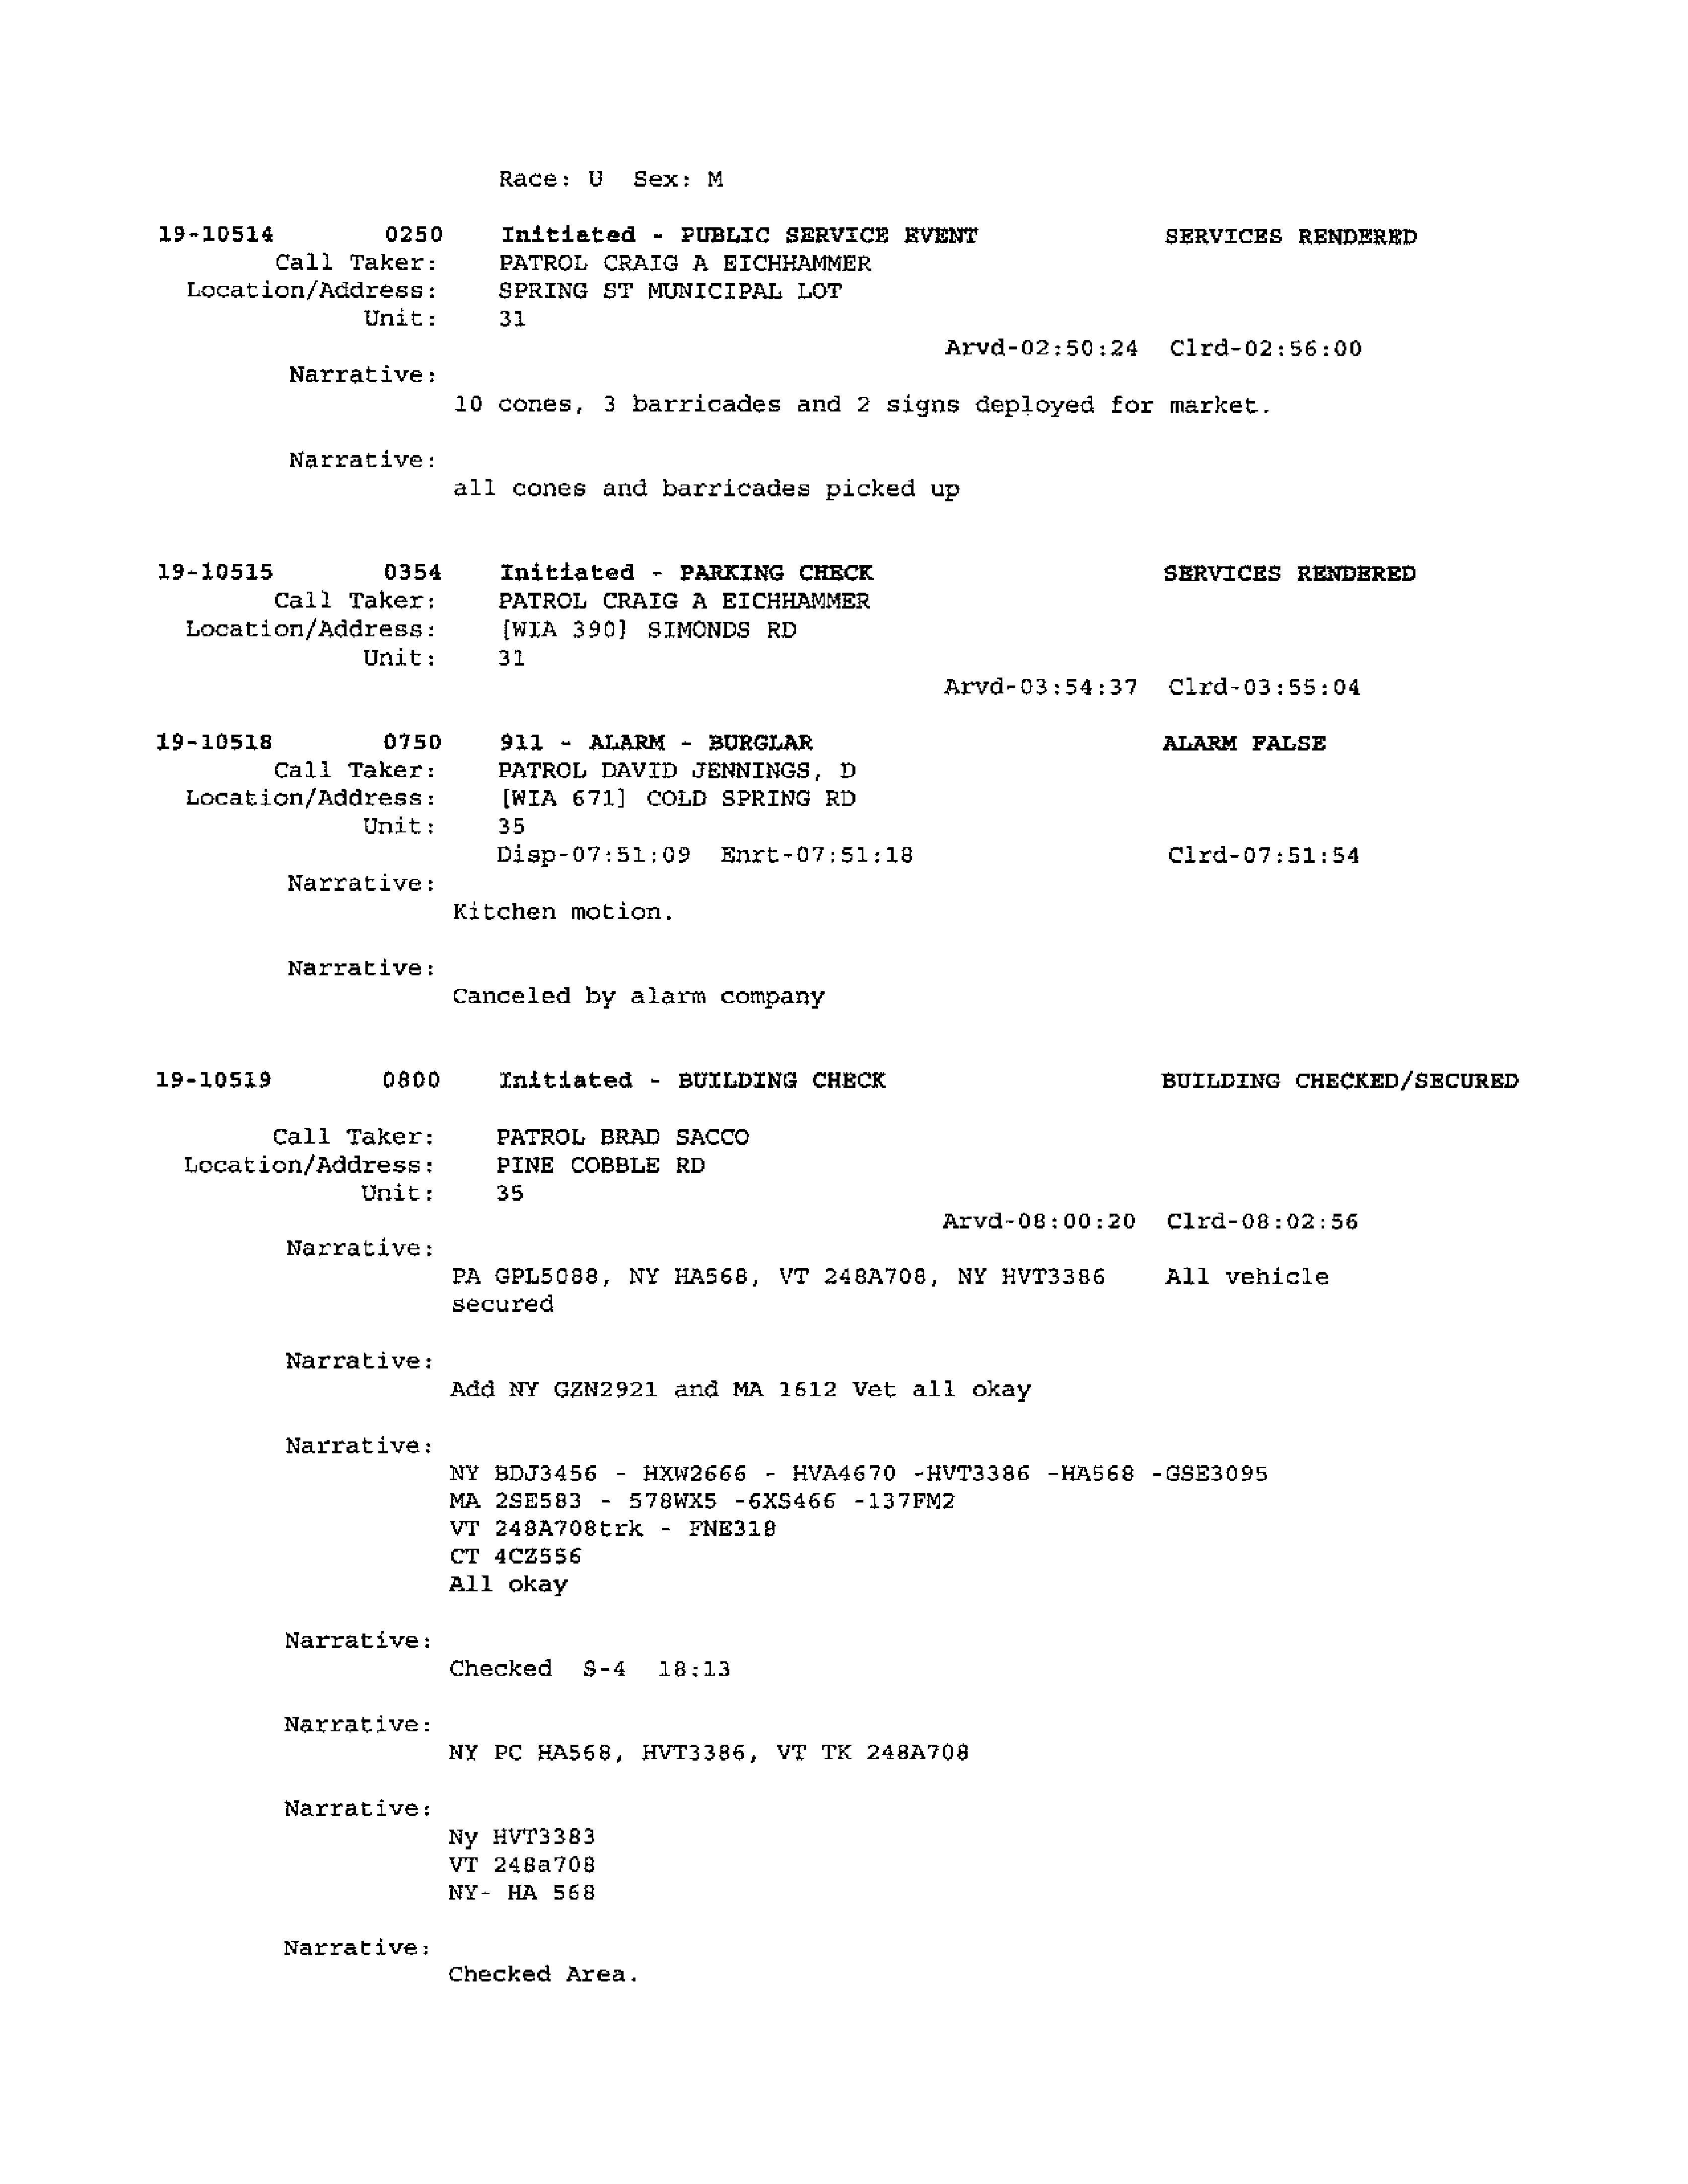 Race: U Sex: M
19-10514 0250 Initiated - PUBLIC SERVICE EVENT SERVICES RENDERED
Call Taker: PATROL CRAIG A EICHHAMMER
Location/Address: SPRING ST MUNICIPAL LOT
Unit: 31
Arvd-02:50:24 Clrd-02:56:00
Narrative:
10 cones, 3 barricades and 2 signs deployed for market.
Narrative:
all cones and barricades picked up
19-10515 0354 Initiated - PARKING CHECK SERVICES RENDERED
Call Taker: PATROL CRAIG A EICHHAMMER
Location/Address: [WIA 390] SIMONDS RD
Unit: 31
Arvd-03:54:37 Clrd-03:55:04
19-10518 0750 911 - ALARM - BURGLAR ALARM FALSE
Call Taker: PATROL DAVID JENNINGS, D
Location/Address: [WIA 671] COLD SPRING RD
Unit: 35
Disp-07:51:09 Enrt-07:51:18 Clrd-07:51:54
Narrative:
Kitchen motion.
Narrative:
Canceled by alarm company
19-10519 0800 Initiated - BUILDING CHECK BUILDING CHECKED/SECURED
Call Taker: PATROL BRAD SACCO
Location/Address: PINE COBBLE RD
Unit: 35
Arvd-08:00:20 Clrd-08:02:56
Narrative:
PA GPL5088, NY HA568, VT 248A708, NY HVT3386 All vehicle
secured
Narrative:
Add NY GZN2921 and MA 1612 Vet all okay
Narrative:
NY BDJ3456 - HXW2666 - HVA4670 -HVT3386 -HA568 -GSE3095
MA 2SE583 - 578WX5 -6XS466 -137FM2
VT 248A708trk - FNE318
CT 4CZ556
All okay
Narrative:
Checked S-4 18:13
Narrative:
NY PC HA568, HVT3386, VT TK 248A708
Narrative:
Ny HVT3383
VT 248a708
NY- HA 568
Narrative:
Checked Area.